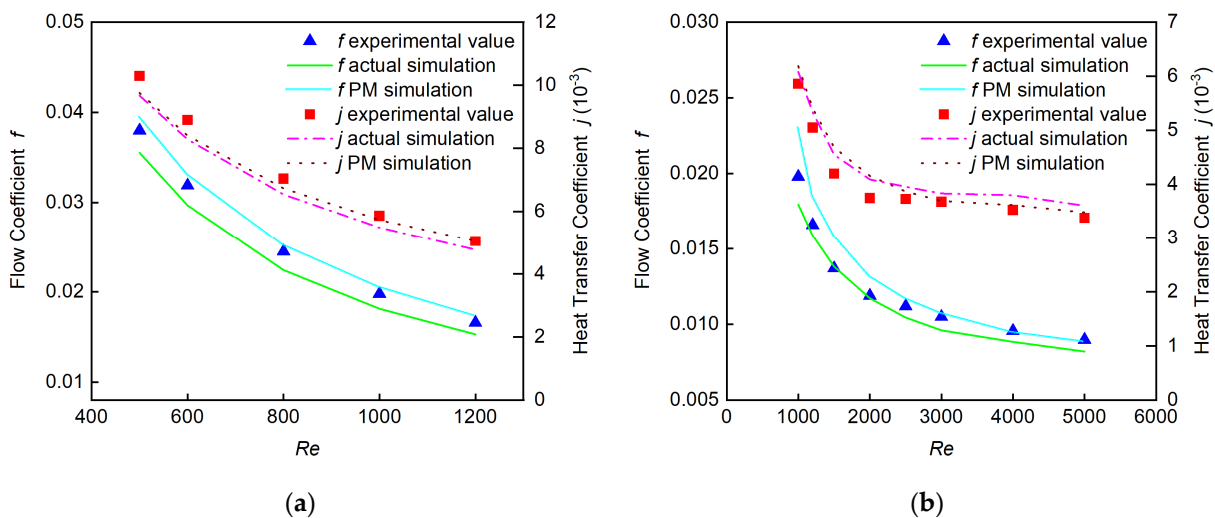 0.05
0.04
0.03
0.02
0.01
Flow Coefficient f
400
600
800
1000
1200
Re
12
10
8
6
4
2
0
Heat Transfer Coefficient j (10-3)
f experimental value
f actual simulation
f PM simulation
j experimental value
j actual simulation
j PM simulation
(a)
0.030
0.025
0.020
0.015
0.010
0.005
Flow Coefficient f
0
1000
2000
3000
4000
5000
6000
Re
7
6
5
4
3
2
1
0
Heat Transfer Coefficient j (10-3)
f experimental value
f actual simulation
f PM simulation
j experimental value
j actual simulation
j PM simulation
(b)